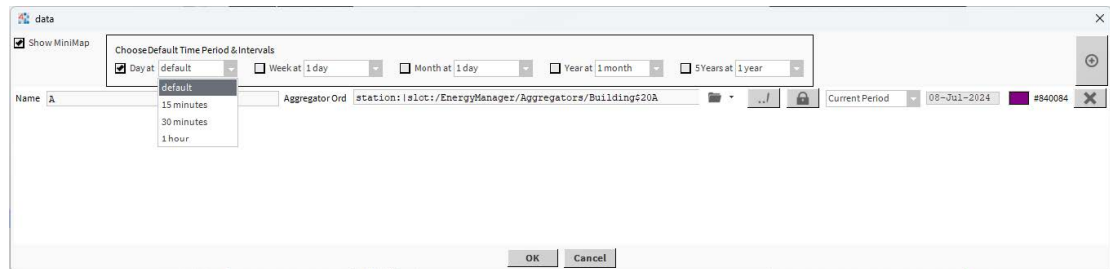 data
Show MiniMap
Choose Default Time Period & Intervals
Day at default Week at 1 day Month at 1 day Year at 1 month 5 Years at 1 year
default
15 minutes
30 minutes
1 hour
Name A Aggregator Ord station:|slot:/EnergyManager/Aggregators/Building$20A ../ Current Period 08-Jul-2024 #840084
OK Cancel